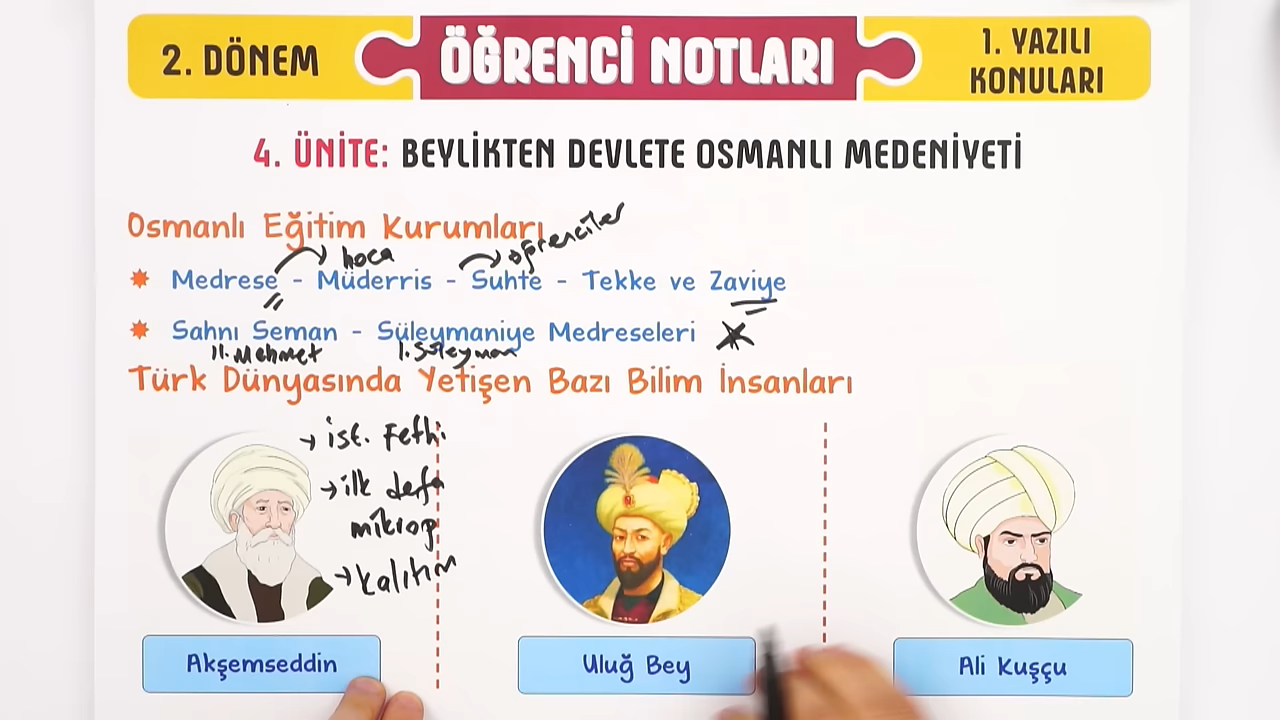 2. DÖNEM
ÖĞRENCİ NOTLARI
1. YAZILI
KONULARI
4. ÜNİTE: BEYLİKTEN DEVLETE OSMANLI MEDENİYETİ
Osmanlı Eğitim Kurumları
hoca
öğrenciler
Medrese - Müderris - Suhte - Tekke ve Zaviye
Sahnı Seman - Süleymaniye Medreseleri
II. Mehmet
I. Süleyman
Türk Dünyasında Yetişen Bazı Bilim İnsanları
→ ist. Fethi
→ ilk defa
mikrop
→ kalıtım
Akşemseddin
Uluğ Bey
Ali Kuşçu